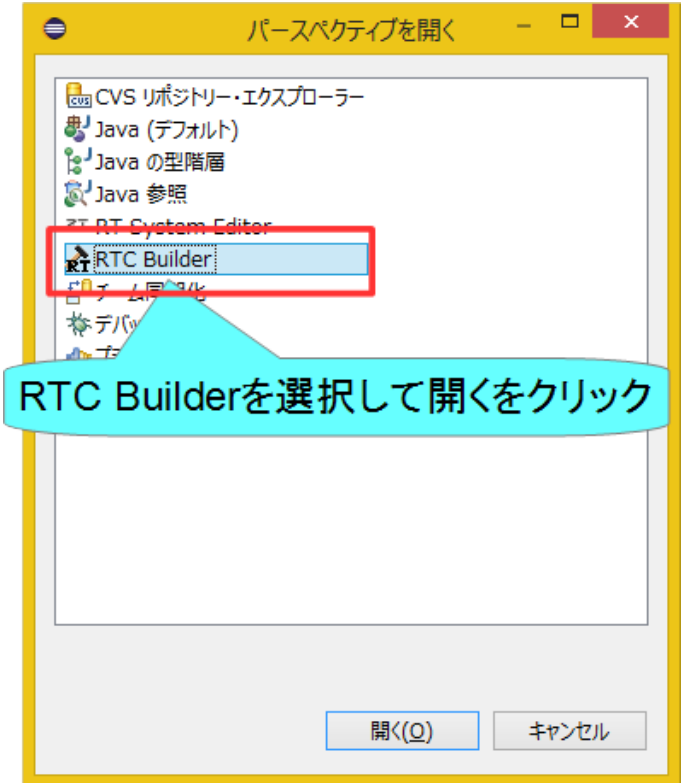 パースペクティブを開く
CVS リポジトリー・エクスプローラー
Java (デフォルト)
Java の型階層
Java 参照
RT System Editor
RTC Builder
RTC Builderを選択して開くをクリック
開く(O)
キャンセル